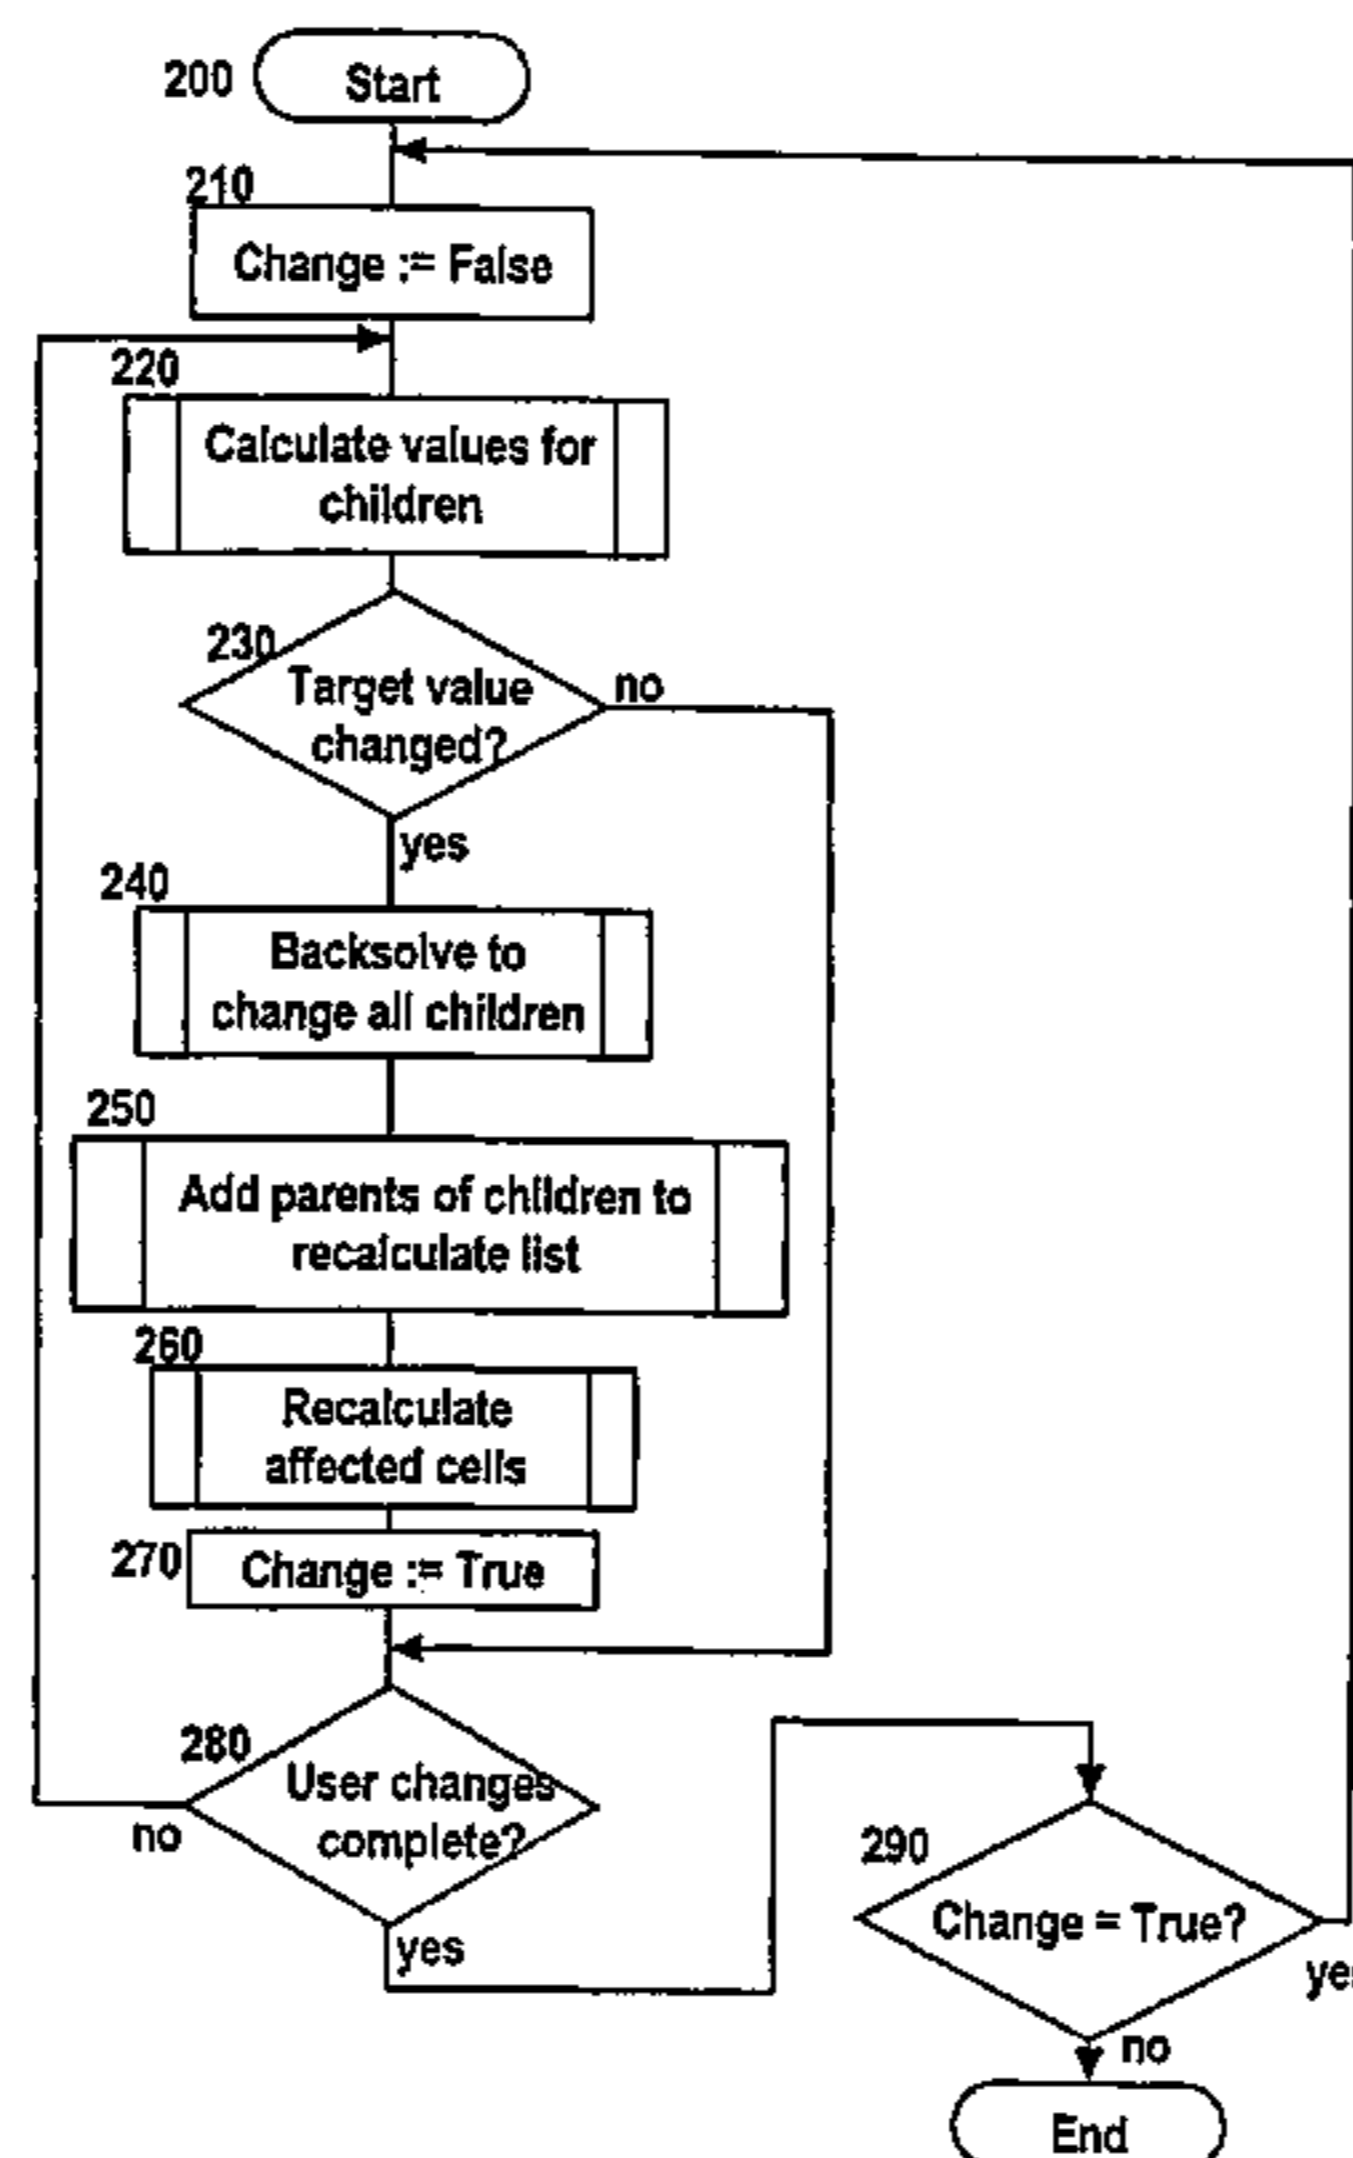 200
Start
210
Change := False
220
Calculate values for
children
230
Target value
changed?
no
yes
240
Backsolve to
change all children
250
Add parents of children to
recalculate list
260
Recalculate
affected cells
270
Change := True
280
User changes
complete?
no
yes
290
Change = True?
yes
no
End